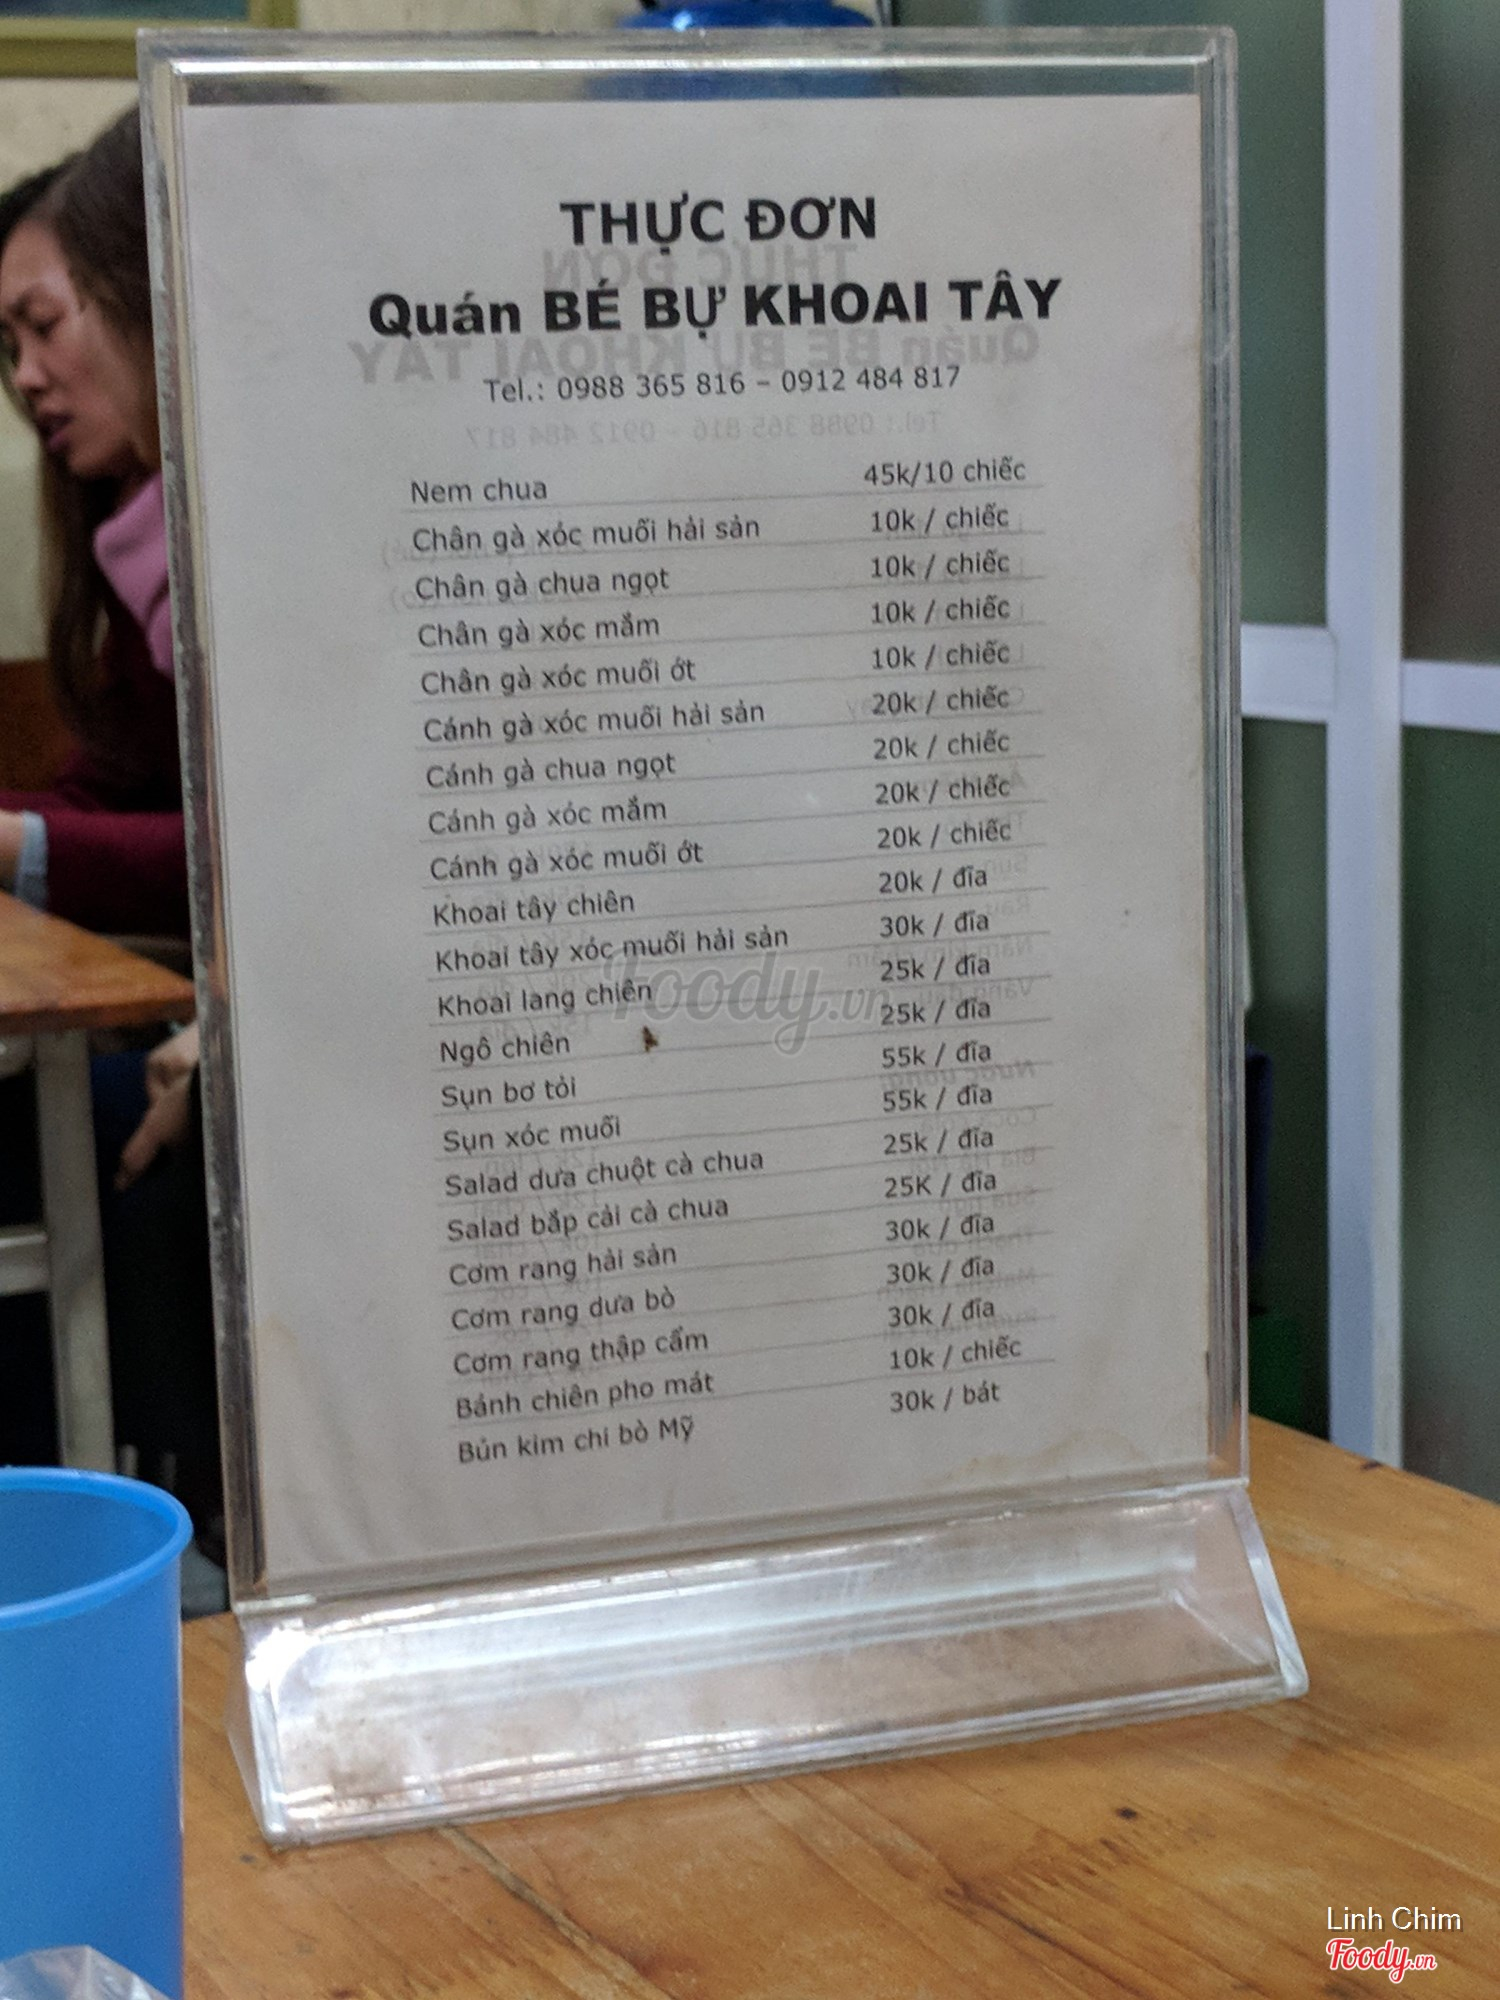 THỰC ĐƠN
Quán BÉ BỰ KHOAI TÂY
Tel.: 0988 365 816 – 0912 484 817
Nem chua 45k/10 chiếc
Chân gà xóc muối hải sản 10k / chiếc
Chân gà chua ngọt 10k / chiếc
Chân gà xóc mắm 10k / chiếc
Chân gà xóc muối ớt 10k / chiếc
Cánh gà xóc muối hải sản 20k / chiếc
Cánh gà chua ngọt 20k / chiếc
Cánh gà xóc mắm 20k / chiếc
Cánh gà xóc muối ớt 20k / chiếc
Khoai tây chiên 20k / đĩa
Khoai tây xóc muối hải sản 30k / đĩa
Khoai lang chiên 25k / đĩa
Ngô chiên 25k / đĩa
Sụn bơ tỏi 55k / đĩa
Sụn xóc muối 55k / đĩa
Salad dưa chuột cà chua 25k / đĩa
Salad bắp cải cà chua 25K / đĩa
Cơm rang hải sản 30k / đĩa
Cơm rang dưa bò 30k / đĩa
Cơm rang thập cẩm 30k / đĩa
Bánh chiên pho mát 10k / chiếc
Bún kim chi bò Mỹ 30k / bát
Foody.vn
Linh Chim
Foody.vn